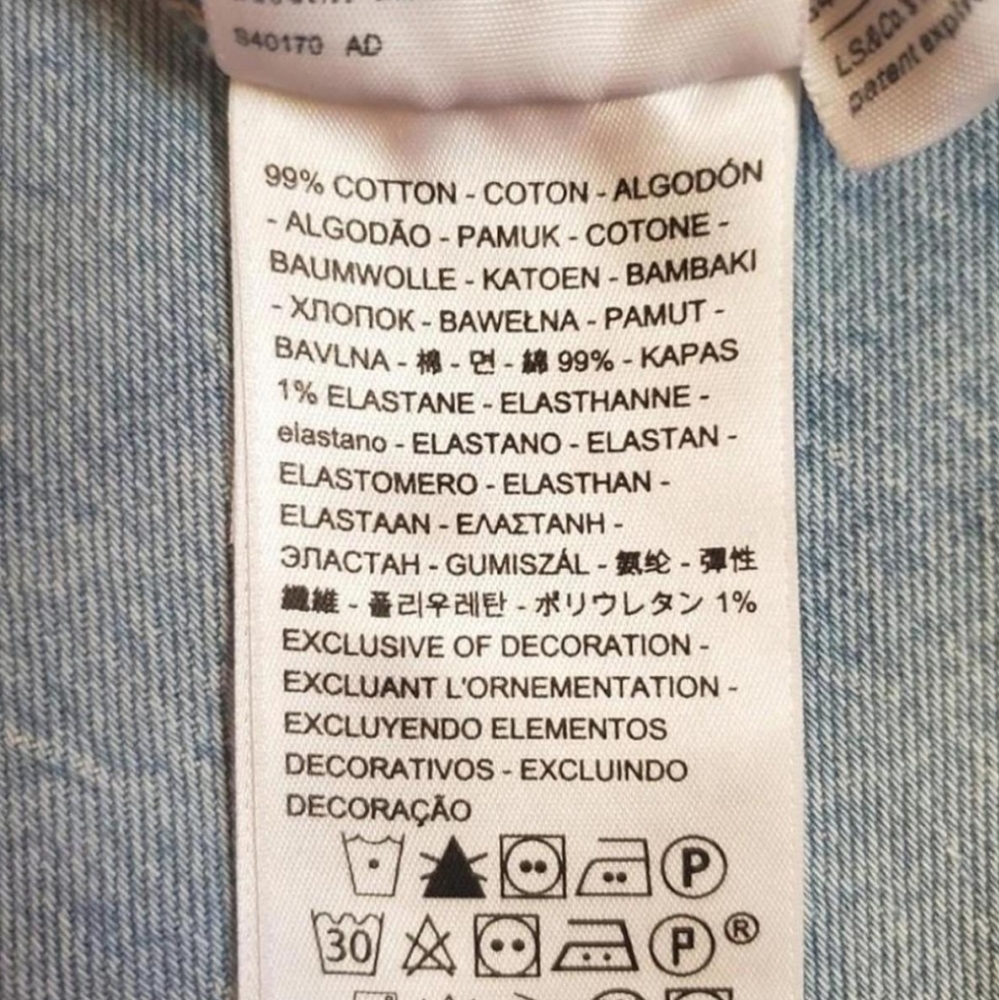 S40170 AD
LS&Co.
patent expir
99% COTTON - COTON - ALGODÓN
- ALGODÃO - PAMUK - COTONE -
BAUMWOLLE - KATOEN - BAMBAKI
- ХЛОПОК - BAWEŁNA - PAMUT -
BAVLNA - 棉 - 면 - 綿 99% - KAPAS
1% ELASTANE - ELASTHANNE -
elastano - ELASTANO - ELASTAN -
ELASTOMERO - ELASTHAN -
ELASTAAN - ΕΛΑΣΤΑΝΗ -
ЭЛАСТАН - GUMISZÁL - 氨纶 - 彈性
纖維 - 폴리우레탄 - ポリウレタン 1%
EXCLUSIVE OF DECORATION -
EXCLUANT L'ORNEMENTATION -
EXCLUYENDO ELEMENTOS
DECORATIVOS - EXCLUINDO
DECORAÇÃO
P
30 P ®